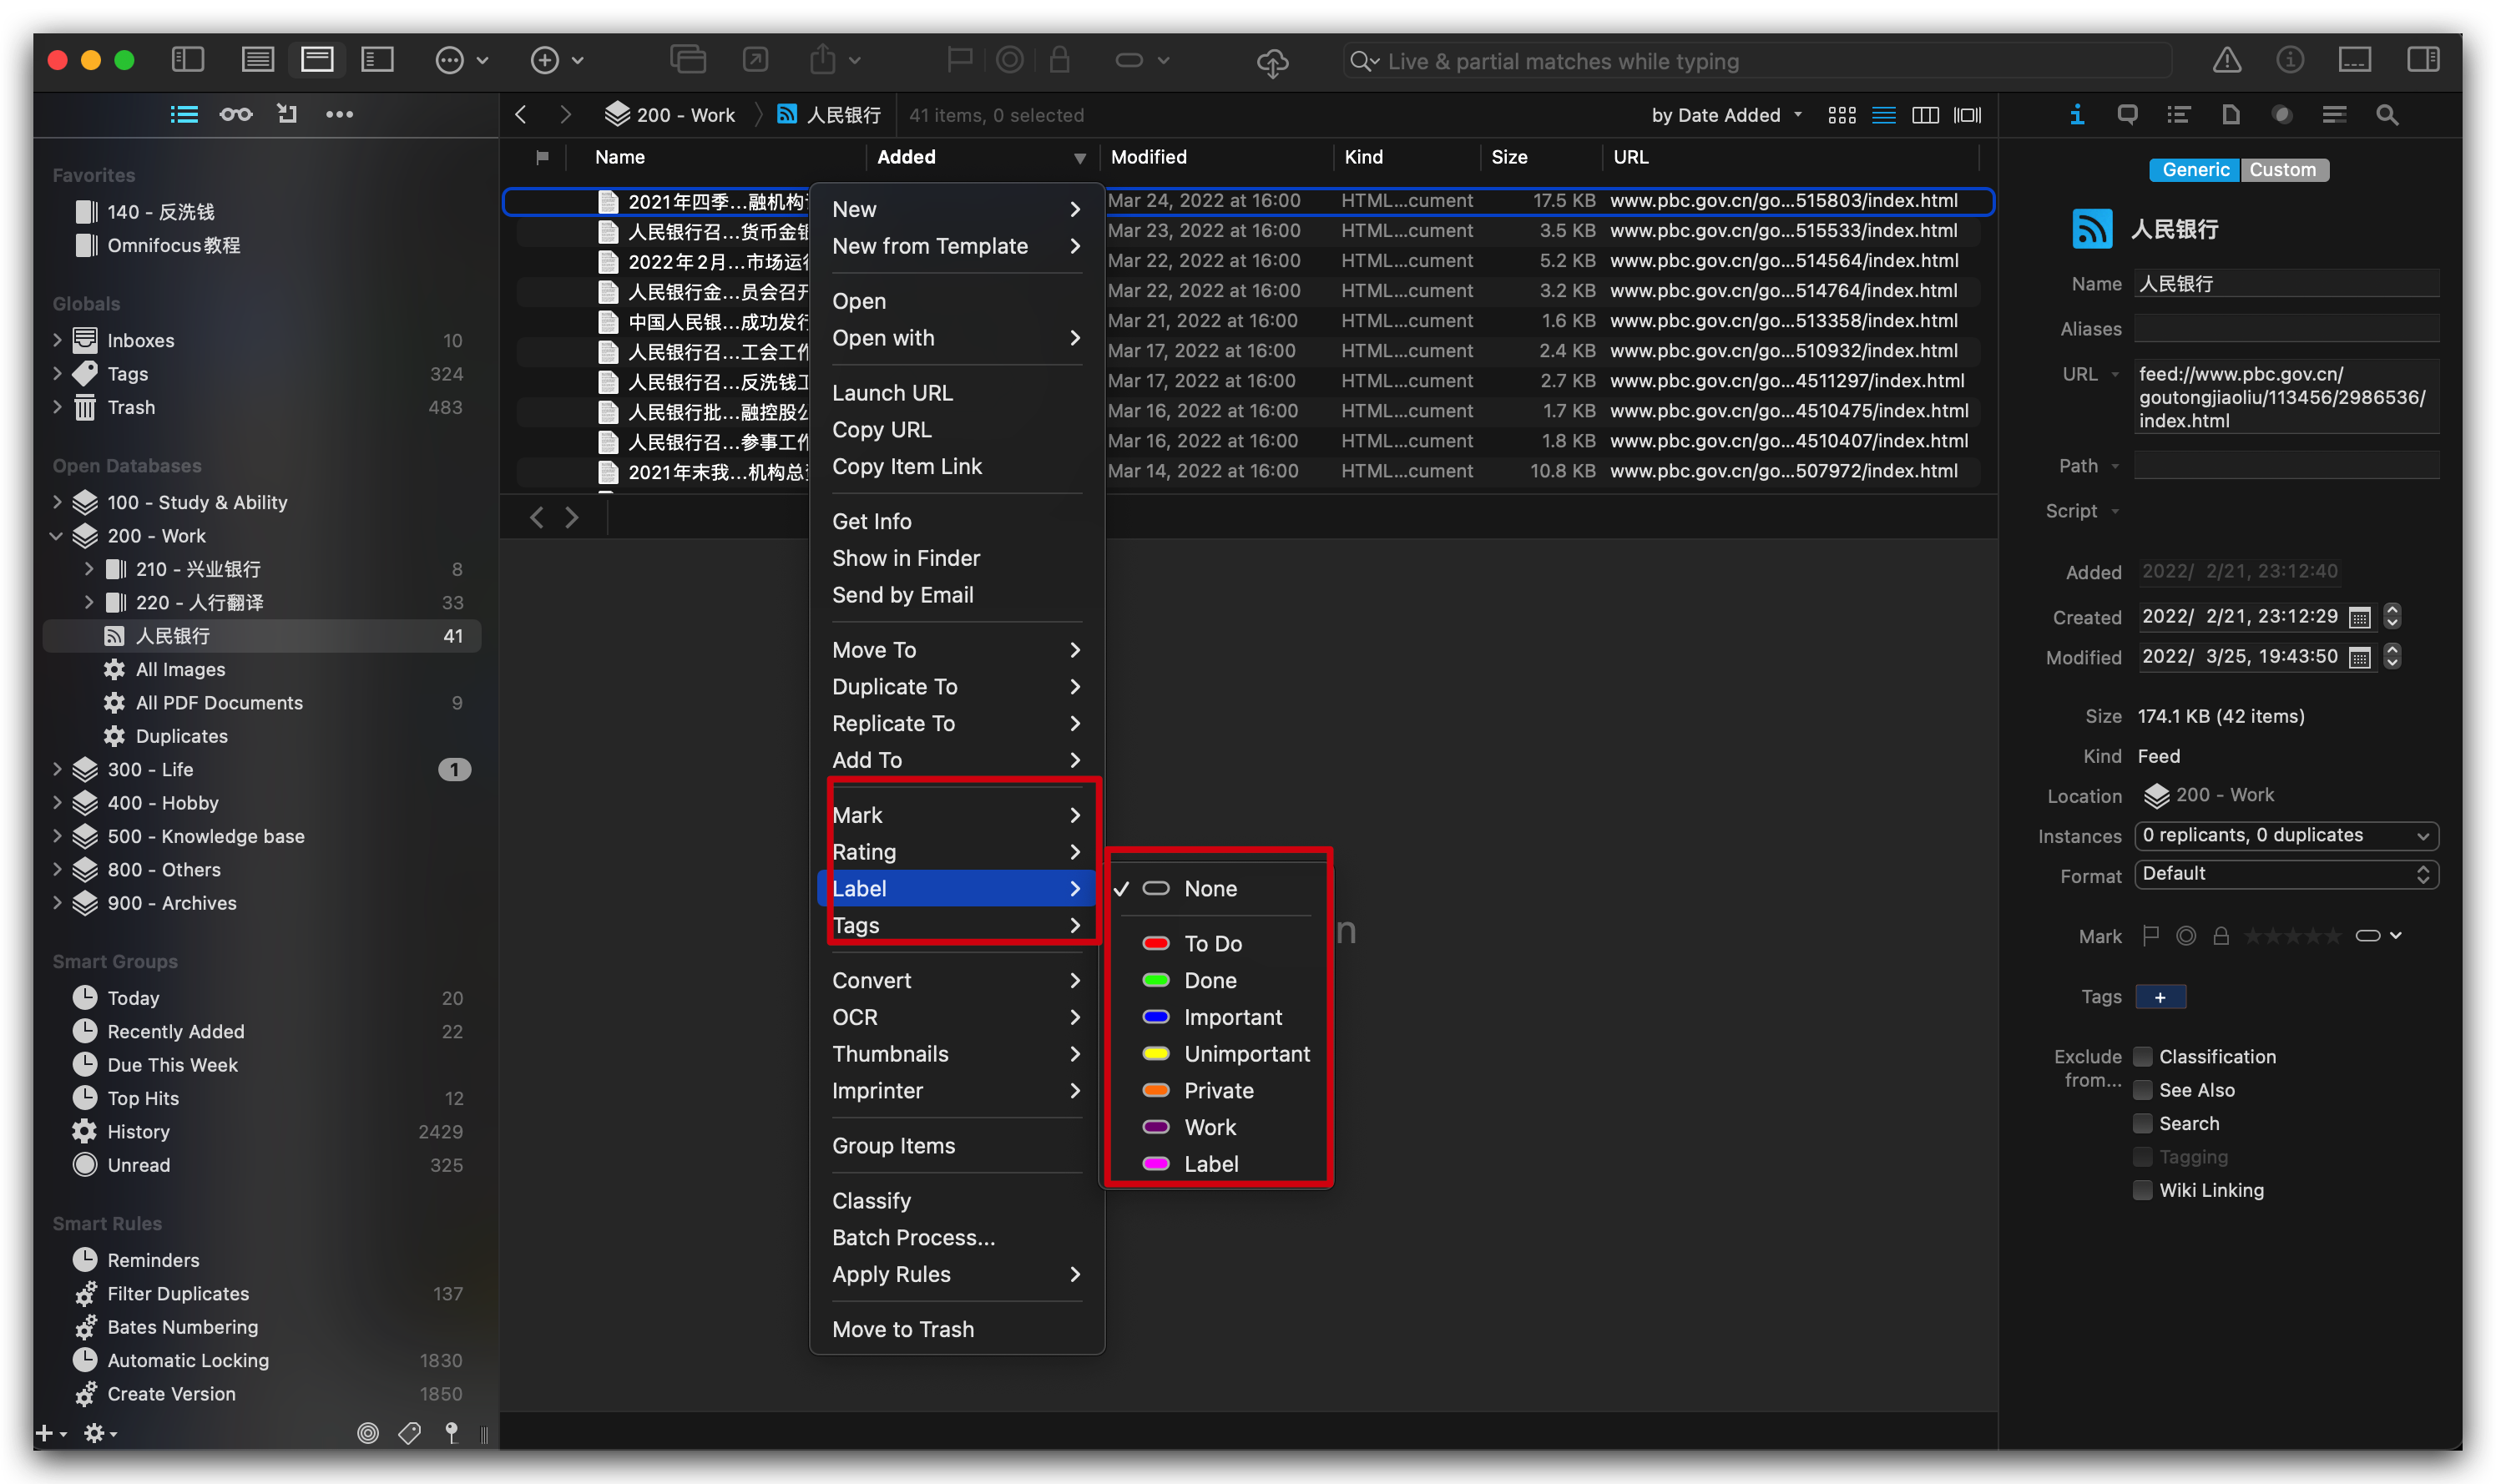 Live & partial matches while typing
200 - Work
人民银行
41 items, 0 selected
by Date Added
Favorites
140 - 反洗钱
Omnifocus教程
Globals
Inboxes 10
Tags 324
Trash 483
Open Databases
100 - Study & Ability
200 - Work
210 - 兴业银行 8
220 - 人行翻译 33
人民银行 41
All Images
All PDF Documents 9
Duplicates
300 - Life 1
400 - Hobby
500 - Knowledge base
800 - Others
900 - Archives
Smart Groups
Today 20
Recently Added 22
Due This Week
Top Hits 12
History 2429
Unread 325
Smart Rules
Reminders
Filter Duplicates 137
Bates Numbering
Automatic Locking 1830
Create Version 1850
Name Added Modified Kind Size URL
2021年四季...融机构 Mar 24, 2022 at 16:00 HTML...cument 17.5 KB www.pbc.gov.cn/go...515803/index.html
人民银行召...货币金银 Mar 23, 2022 at 16:00 HTML...cument 3.5 KB www.pbc.gov.cn/go...515533/index.html
2022年2月...市场运 Mar 22, 2022 at 16:00 HTML...cument 5.2 KB www.pbc.gov.cn/go...514564/index.html
人民银行金...员会召开 Mar 22, 2022 at 16:00 HTML...cument 3.2 KB www.pbc.gov.cn/go...514764/index.html
中国人民银...成功发行 Mar 21, 2022 at 16:00 HTML...cument 1.6 KB www.pbc.gov.cn/go...513358/index.html
人民银行召...工会工作 Mar 17, 2022 at 16:00 HTML...cument 2.4 KB www.pbc.gov.cn/go...510932/index.html
人民银行召...反洗钱工 Mar 17, 2022 at 16:00 HTML...cument 2.7 KB www.pbc.gov.cn/go...4511297/index.html
人民银行批...融控股公 Mar 16, 2022 at 16:00 HTML...cument 1.7 KB www.pbc.gov.cn/go...4510475/index.html
人民银行召...参事工作 Mar 16, 2022 at 16:00 HTML...cument 1.8 KB www.pbc.gov.cn/go...4510407/index.html
2021年末我...机构总 Mar 14, 2022 at 16:00 HTML...cument 10.8 KB www.pbc.gov.cn/go...507972/index.html
New
New from Template
Open
Open with
Launch URL
Copy URL
Copy Item Link
Get Info
Show in Finder
Send by Email
Move To
Duplicate To
Replicate To
Add To
Mark
Rating
Label
Tags
Convert
OCR
Thumbnails
Imprinter
Group Items
Classify
Batch Process...
Apply Rules
Move to Trash
None
To Do
Done
Important
Unimportant
Private
Work
Label
n
Generic Custom
人民银行
Name 人民银行
Aliases
URL feed://www.pbc.gov.cn/
goutongjiaoliu/113456/2986536/
index.html
Path
Script
Added 2022/ 2/21, 23:12:40
Created 2022/ 2/21, 23:12:29
Modified 2022/ 3/25, 19:43:50
Size 174.1 KB (42 items)
Kind Feed
Location 200 - Work
Instances 0 replicants, 0 duplicates
Format Default
Mark
Tags +
Exclude Classification
from... See Also
Search
Tagging
Wiki Linking